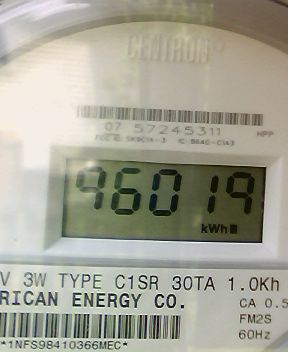 CENTRON®
07 57245311
HPP
96019
kWh
V 3W TYPE C1SR 30TA 1.0Kh
RICAN ENERGY CO.
CA 0.5
FM2S
60Hz
*1NFS98410366MEC*